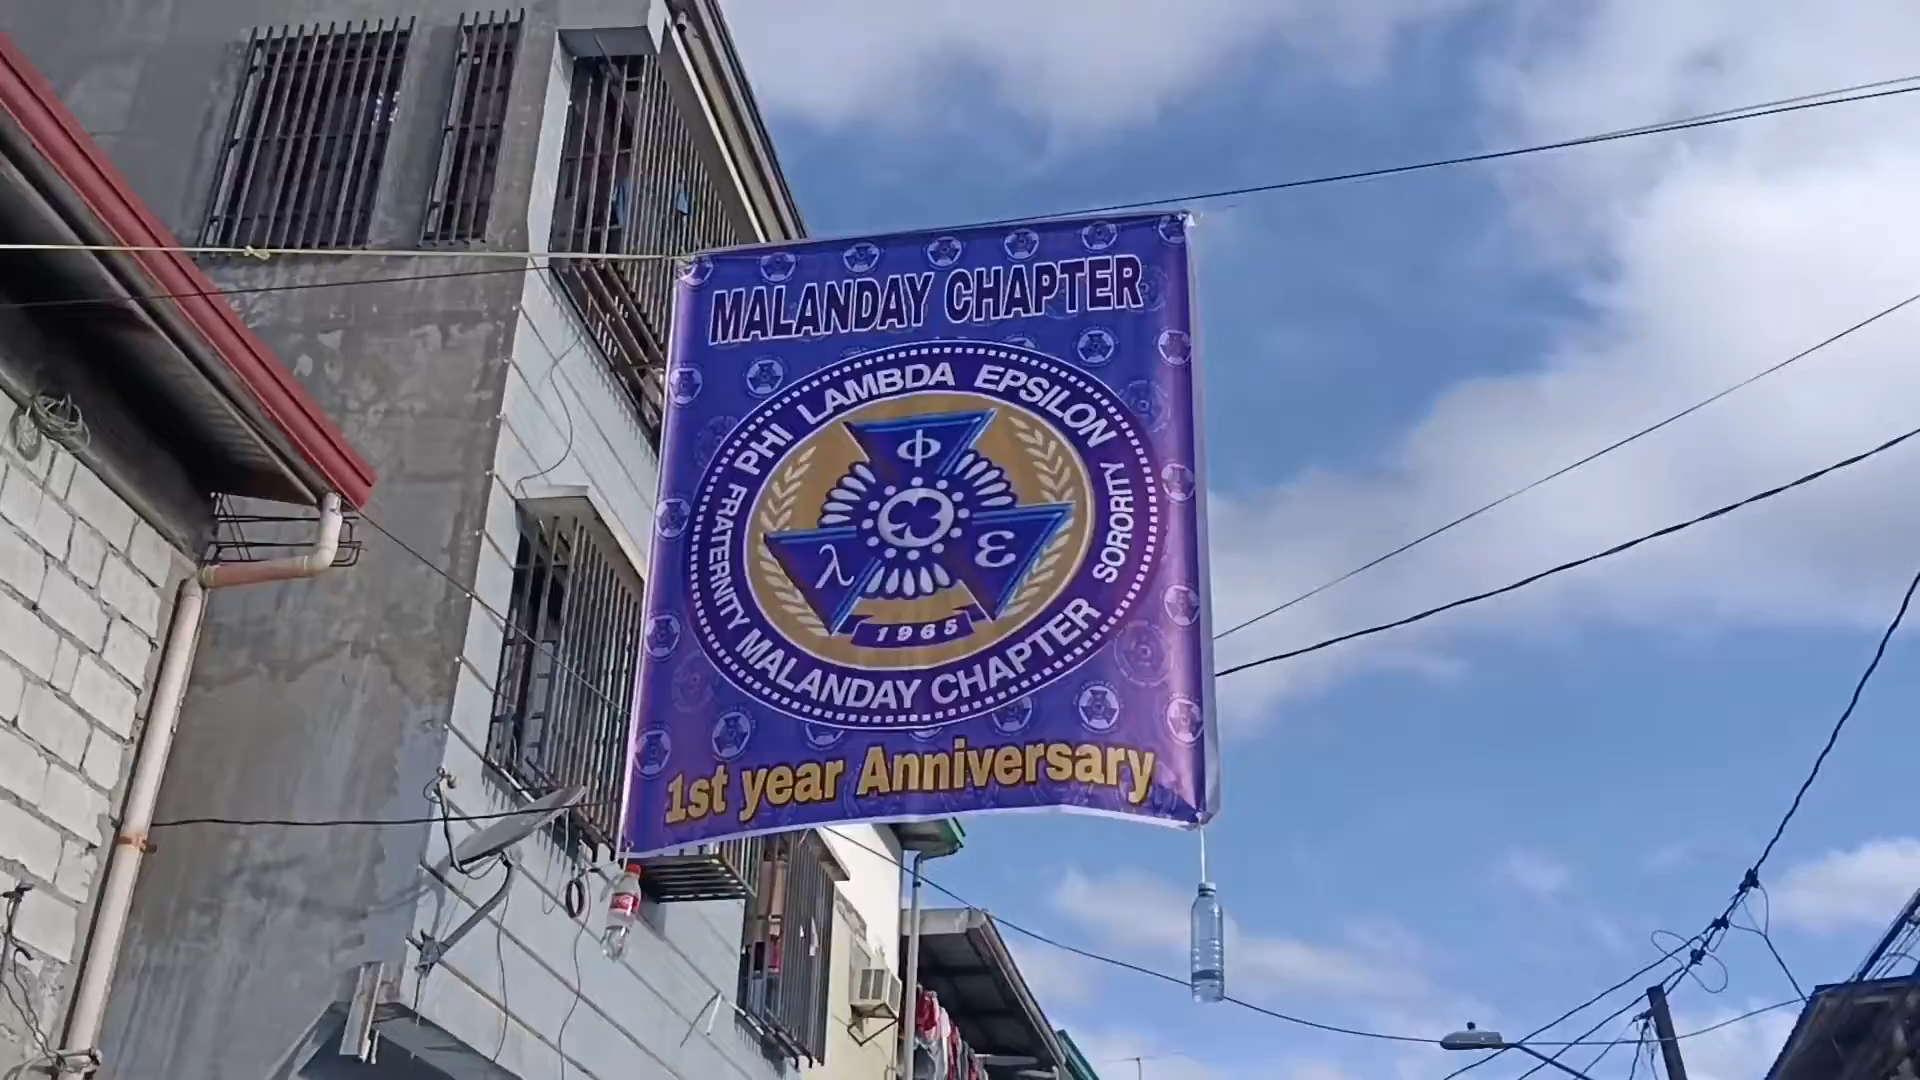 MALANDAY CHAPTER
PHI LAMBDA EPSILON
FRATERNITY
SORORITY
Φ
λ
ε
1965
MALANDAY CHAPTER
1st year Anniversary